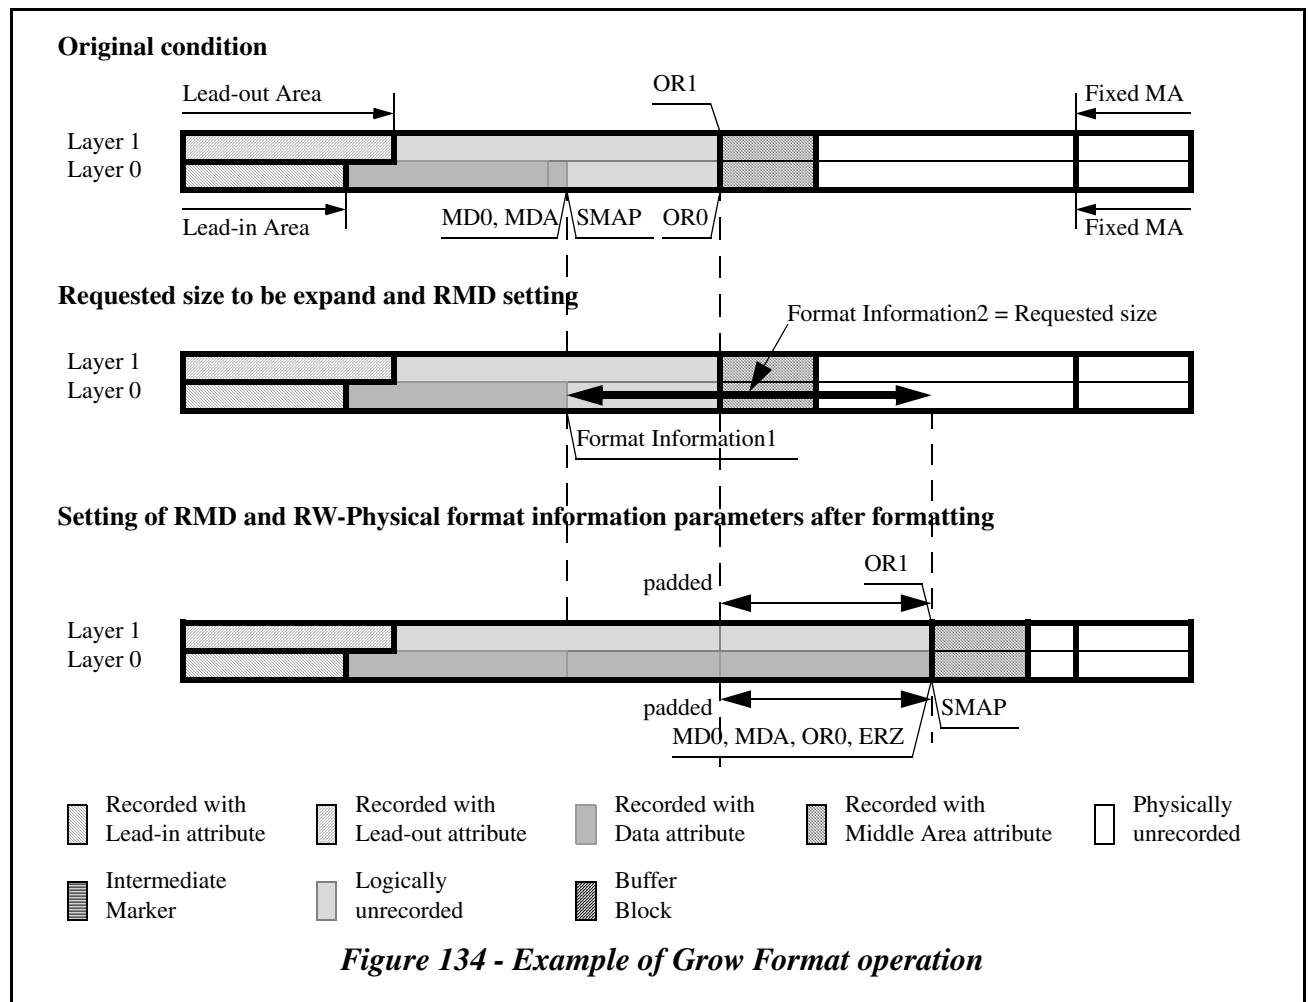 Original condition
OR1
Lead-out Area
Fixed MA
Layer 1
Layer 0
MD0, MDA
SMAP
OR0
Lead-in Area
Fixed MA
Requested size to be expand and RMD setting
Format Information2 = Requested size
Layer 1
Layer 0
Format Information1
Setting of RMD and RW-Physical format information parameters after formatting
OR1
padded
Layer 1
Layer 0
padded
SMAP
MD0, MDA, OR0, ERZ
Recorded with
Lead-in attribute
Recorded with
Lead-out attribute
Recorded with
Data attribute
Recorded with
Middle Area attribute
Physically
unrecorded
Intermediate
Marker
Logically
unrecorded
Buffer
Block
Figure 134 - Example of Grow Format operation